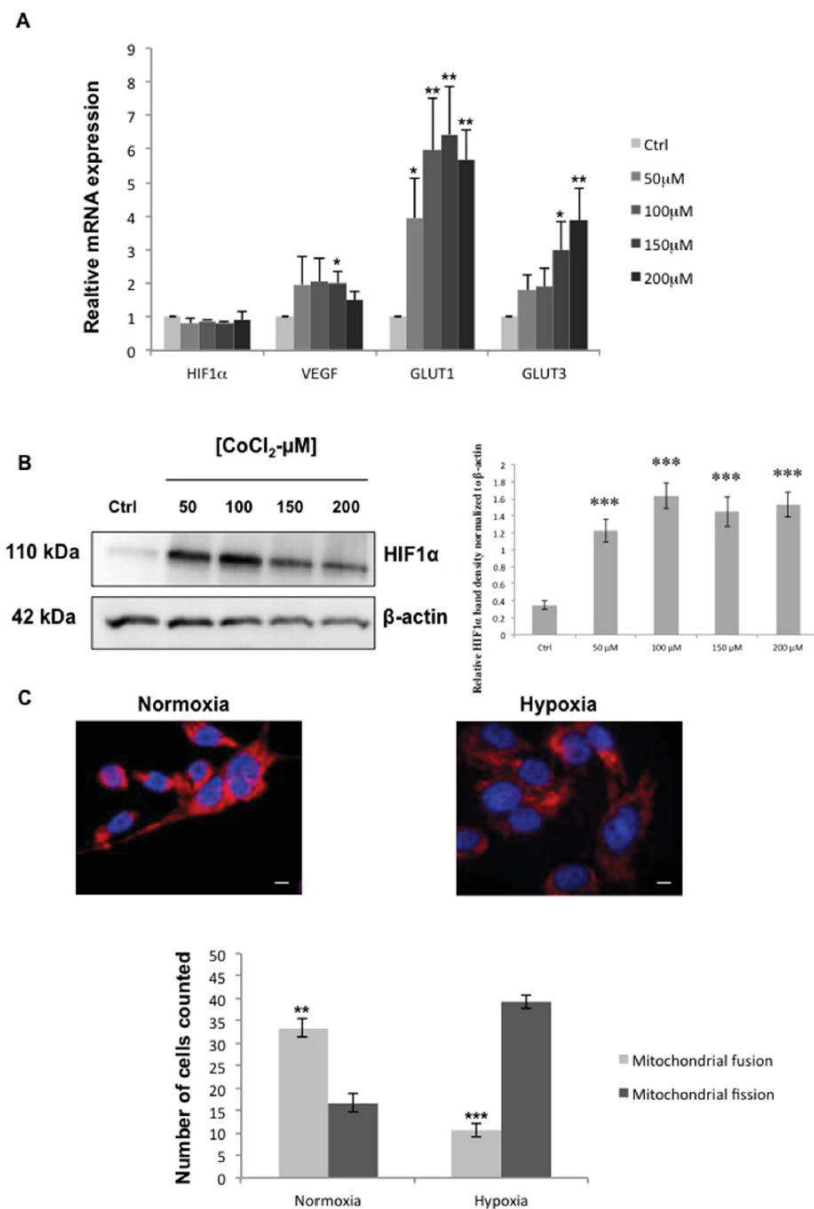 A
Realtive mRNA expression
9
8
7
6
5
4
3
2
1
0
*
*
**
**
**
*
**
HIF1α
VEGF
GLUT1
GLUT3
Ctrl
50µM
100µM
150µM
200µM
B
[CoCl2-µM]
Ctrl
50
100
150
200
110 kDa
HIF1α
42 kDa
β-actin
Relative HIF1α band density normalized to β-actin
2
1.8
1.6
1.4
1.2
1
0.8
0.6
0.4
0.2
0
***
***
***
***
Ctrl
50 µM
100 µM
150 µM
200 µM
C
Normoxia
Hypoxia
Number of cells counted
50
45
40
35
30
25
20
15
10
5
0
**
***
Normoxia
Hypoxia
Mitochondrial fusion
Mitochondrial fission